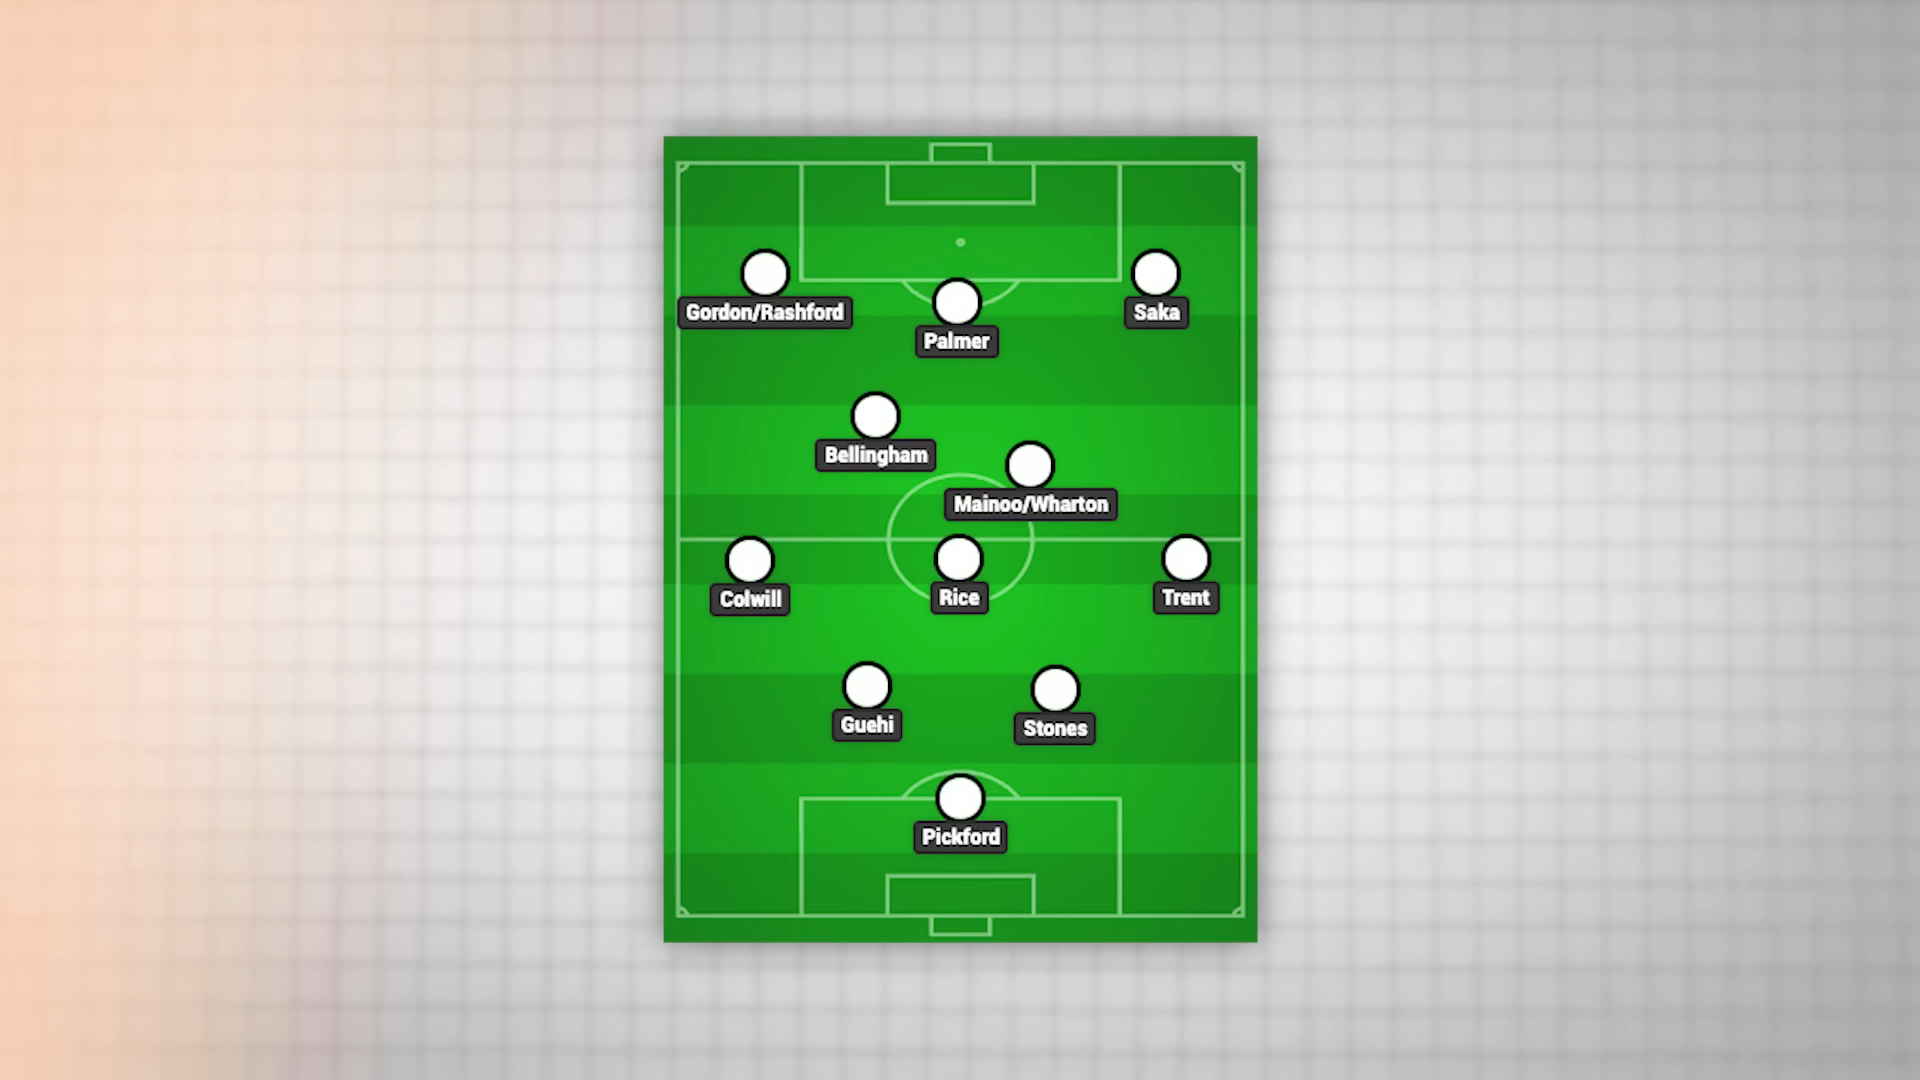 Gordon/Rashford
Saka
Palmer
Bellingham
Mainoo/Wharton
Colwill
Rice
Trent
Guehi
Stones
Pickford